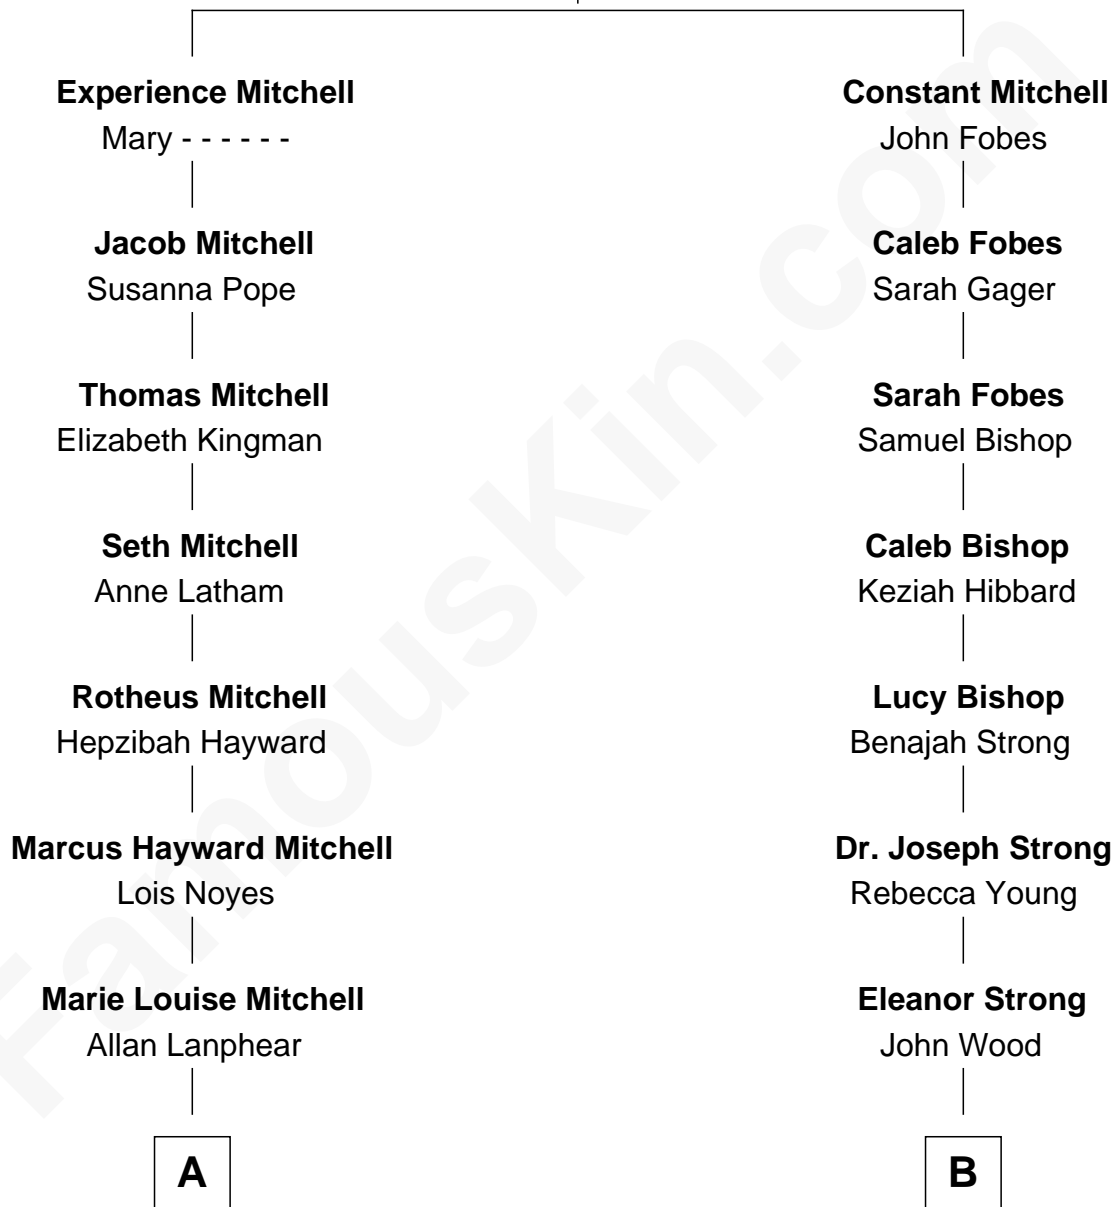 Experience Mitchell
Mary - - - - - -
Jacob Mitchell
Susanna Pope
Thomas Mitchell
Elizabeth Kingman
Seth Mitchell
Anne Latham
Rotheus Mitchell
Hepzibah Hayward
Marcus Hayward Mitchell
Lois Noyes
Marie Louise Mitchell
Allan Lanphear
A
Constant Mitchell
John Fobes
Caleb Fobes
Sarah Gager
Sarah Fobes
Samuel Bishop
Caleb Bishop
Keziah Hibbard
Lucy Bishop
Benajah Strong
Dr. Joseph Strong
Rebecca Young
Eleanor Strong
John Wood
B
FamousKin.com